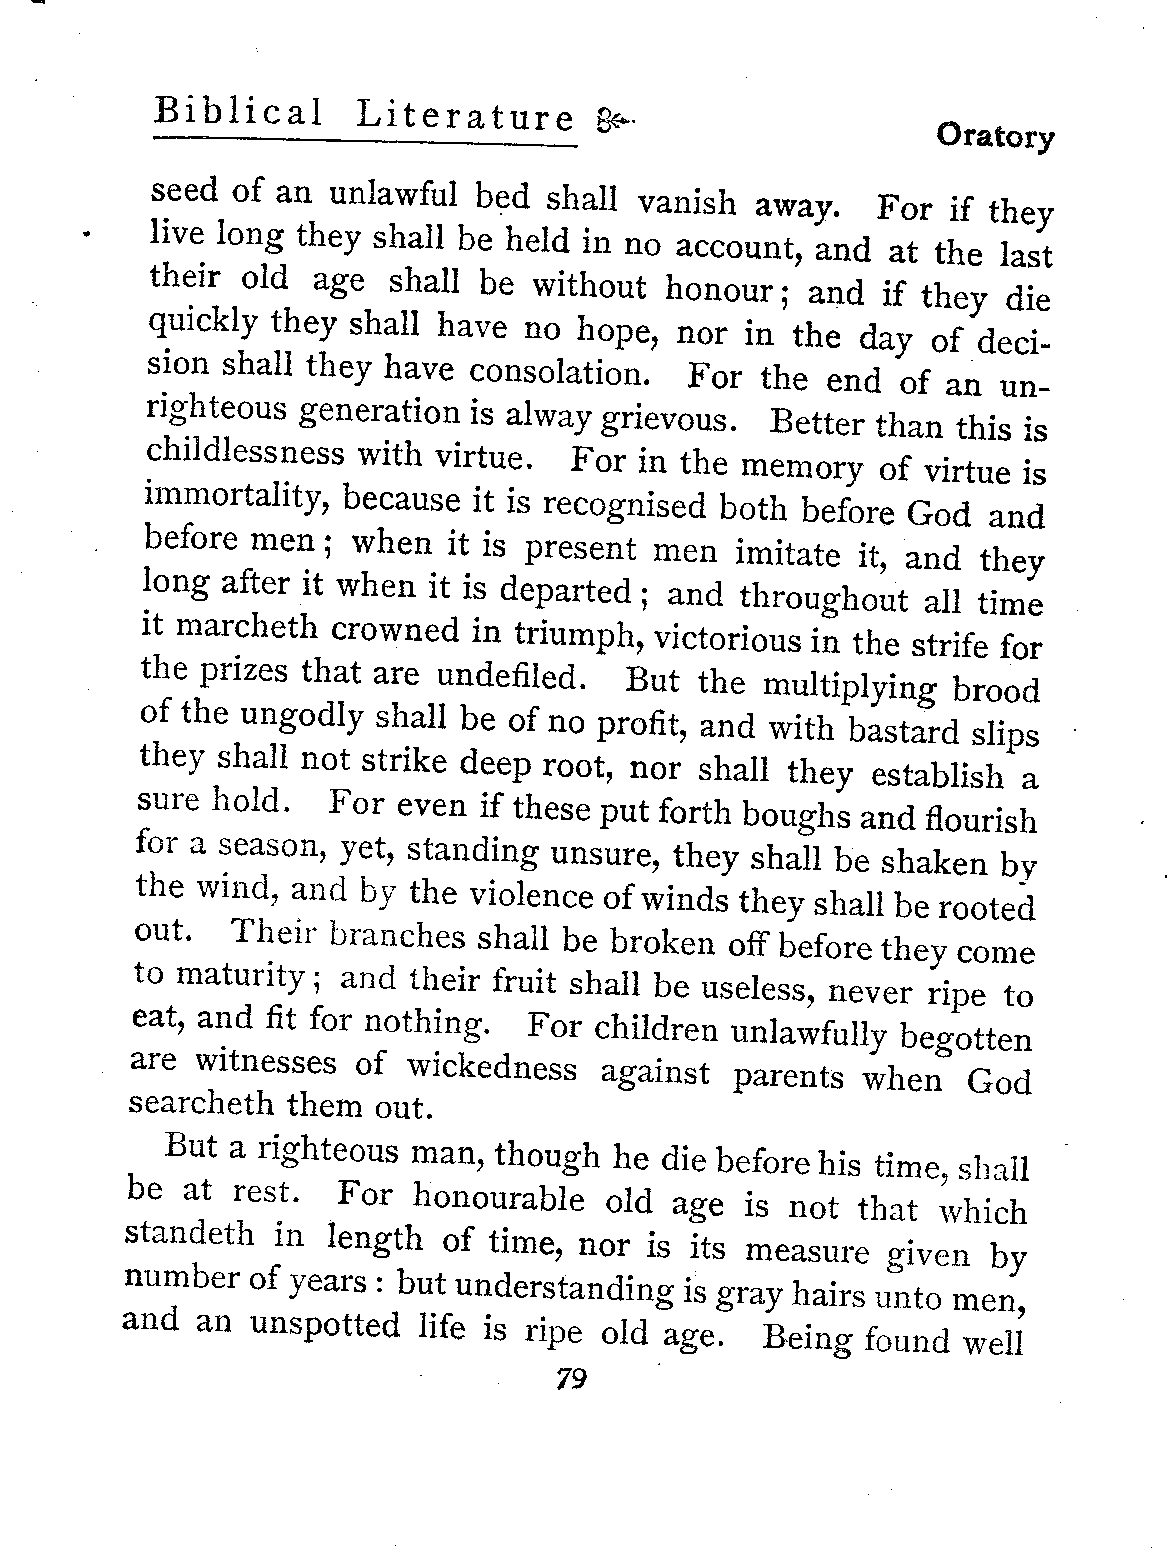 Biblical Literature
Oratory
seed of an unlawful bed shall vanish away. For if they
live long they shall be held in no account, and at the last
their old age shall be without honour; and if they die
quickly they shall have no hope, nor in the day of deci-
sion shall they have consolation. For the end of an un-
righteous generation is alway grievous. Better than this is
childlessness with virtue. For in the memory of virtue is
immortality, because it is recognised both before God and
before men; when it is present men imitate it, and they
long after it when it is departed; and throughout all time
it marcheth crowned in triumph, victorious in the strife for
the prizes that are undefiled. But the multiplying brood
of the ungodly shall be of no profit, and with bastard slips
they shall not strike deep root, nor shall they establish a
sure hold. For even if these put forth boughs and flourish
for a season, yet, standing unsure, they shall be shaken by
the wind, and by the violence of winds they shall be rooted
out. Their branches shall be broken off before they come
to maturity; and their fruit shall be useless, never ripe to
eat, and fit for nothing. For children unlawfully begotten
are witnesses of wickedness against parents when God
searcheth them out.
But a righteous man, though he die before his time, shall
be at rest. For honourable old age is not that which
standeth in length of time, nor is its measure given by
number of years: but understanding is gray hairs unto men,
and an unspotted life is ripe old age. Being found well
79